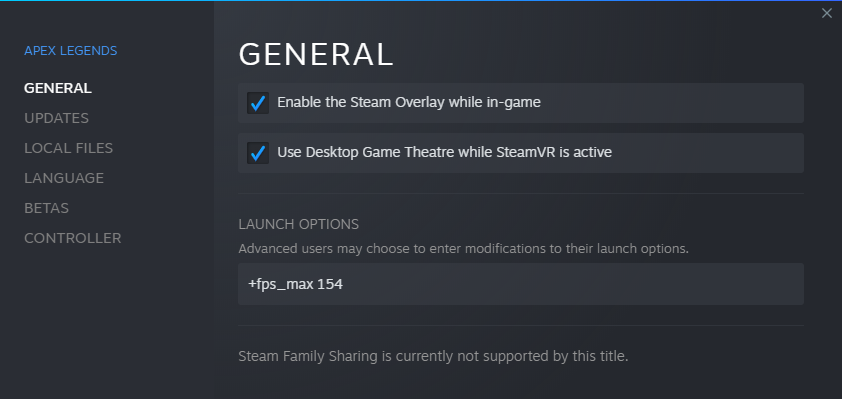 APEX LEGENDS
GENERAL
UPDATES
LOCAL FILES
LANGUAGE
BETAS
CONTROLLER
GENERAL
Enable the Steam Overlay while in-game
Use Desktop Game Theatre while SteamVR is active
LAUNCH OPTIONS
Advanced users may choose to enter modifications to their launch options.
+fps_max 154
Steam Family Sharing is currently not supported by this title.